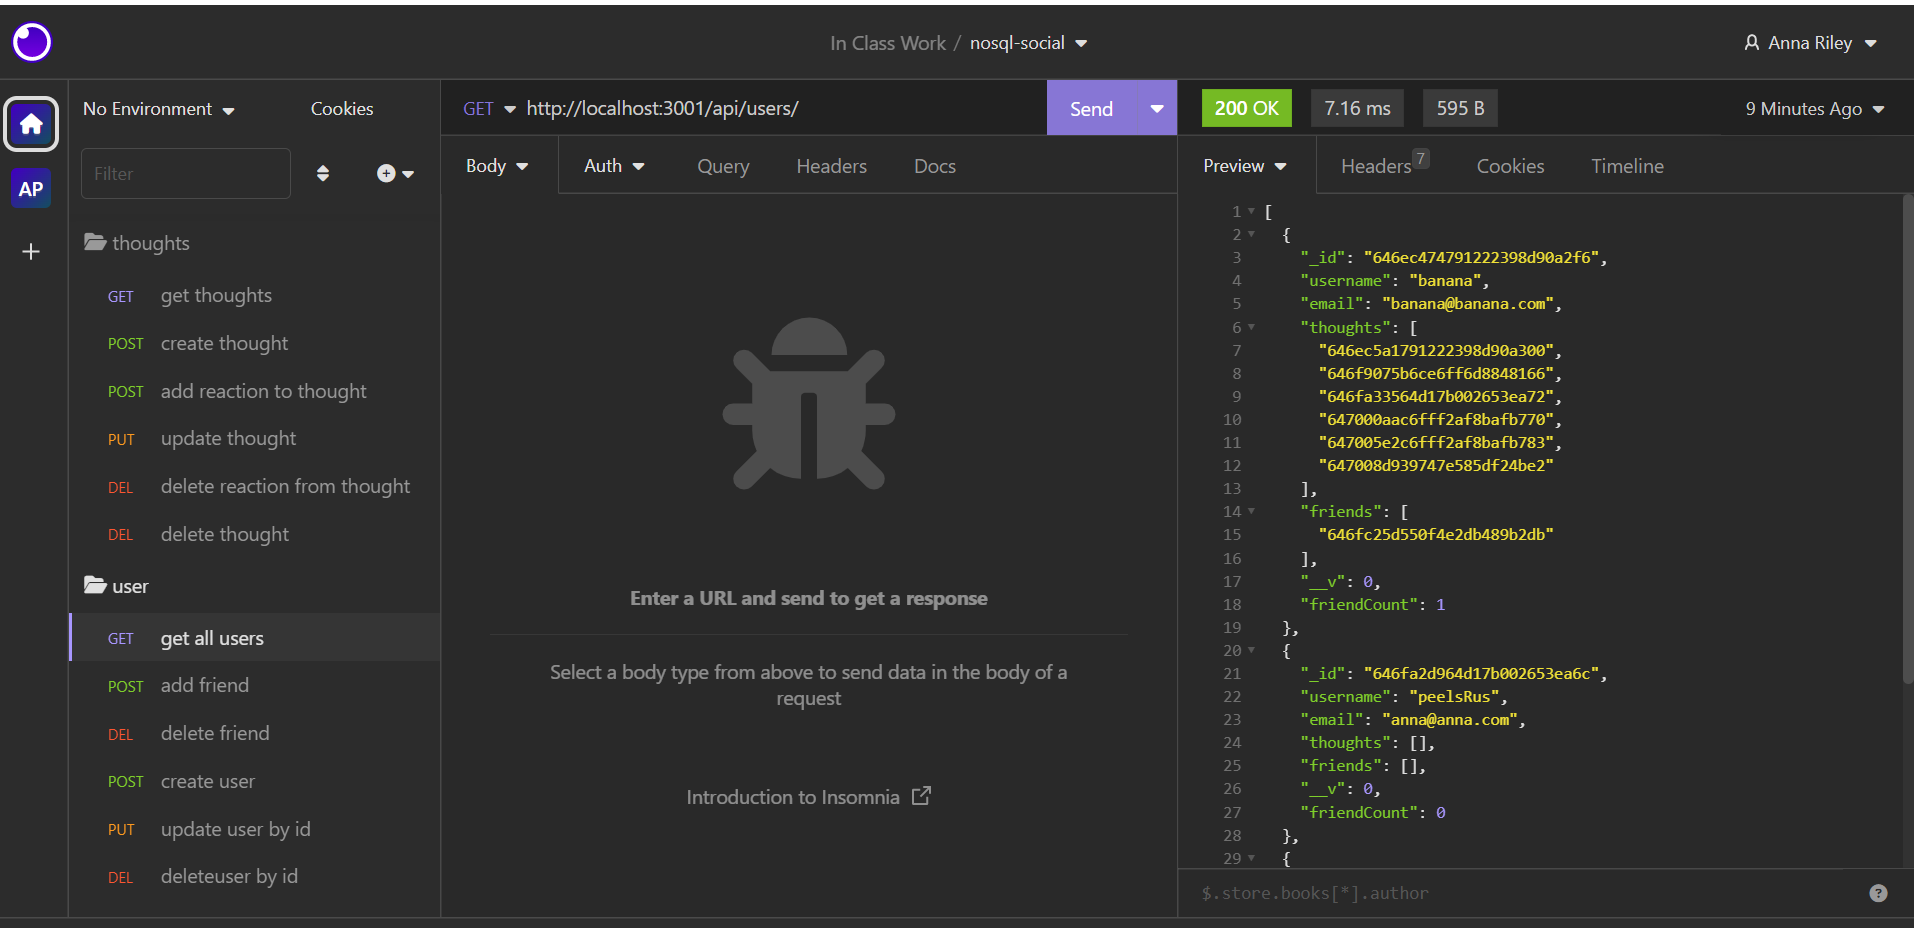 In Class Work / nosql-social
Anna Riley
AP
No Environment
Cookies
Filter
thoughts
GET get thoughts
POST create thought
POST add reaction to thought
PUT update thought
DEL delete reaction from thought
DEL delete thought
user
GET get all users
POST add friend
DEL delete friend
POST create user
PUT update user by id
DEL deleteuser by id
GET http://localhost:3001/api/users/
Send
Body Auth Query Headers Docs
Enter a URL and send to get a response
Select a body type from above to send data in the body of a
request
Introduction to Insomnia
200 OK 7.16 ms 595 B 9 Minutes Ago
Preview Headers 7 Cookies Timeline
1 [
2 {
3 "_id": "646ec474791222398d90a2f6",
4 "username": "banana",
5 "email": "banana@banana.com",
6 "thoughts": [
7 "646ec5a1791222398d90a300",
8 "646f9075b6ce6ff6d8848166",
9 "646fa33564d17b002653ea72",
10 "647000aac6fff2af8bafb770",
11 "647005e2c6fff2af8bafb783",
12 "647008d939747e585df24be2"
13 ],
14 "friends": [
15 "646fc25d550f4e2db489b2db"
16 ],
17 "__v": 0,
18 "friendCount": 1
19 },
20 {
21 "_id": "646fa2d964d17b002653ea6c",
22 "username": "peelsRus",
23 "email": "anna@anna.com",
24 "thoughts": [],
25 "friends": [],
26 "__v": 0,
27 "friendCount": 0
28 },
29 {
$.store.books[*].author